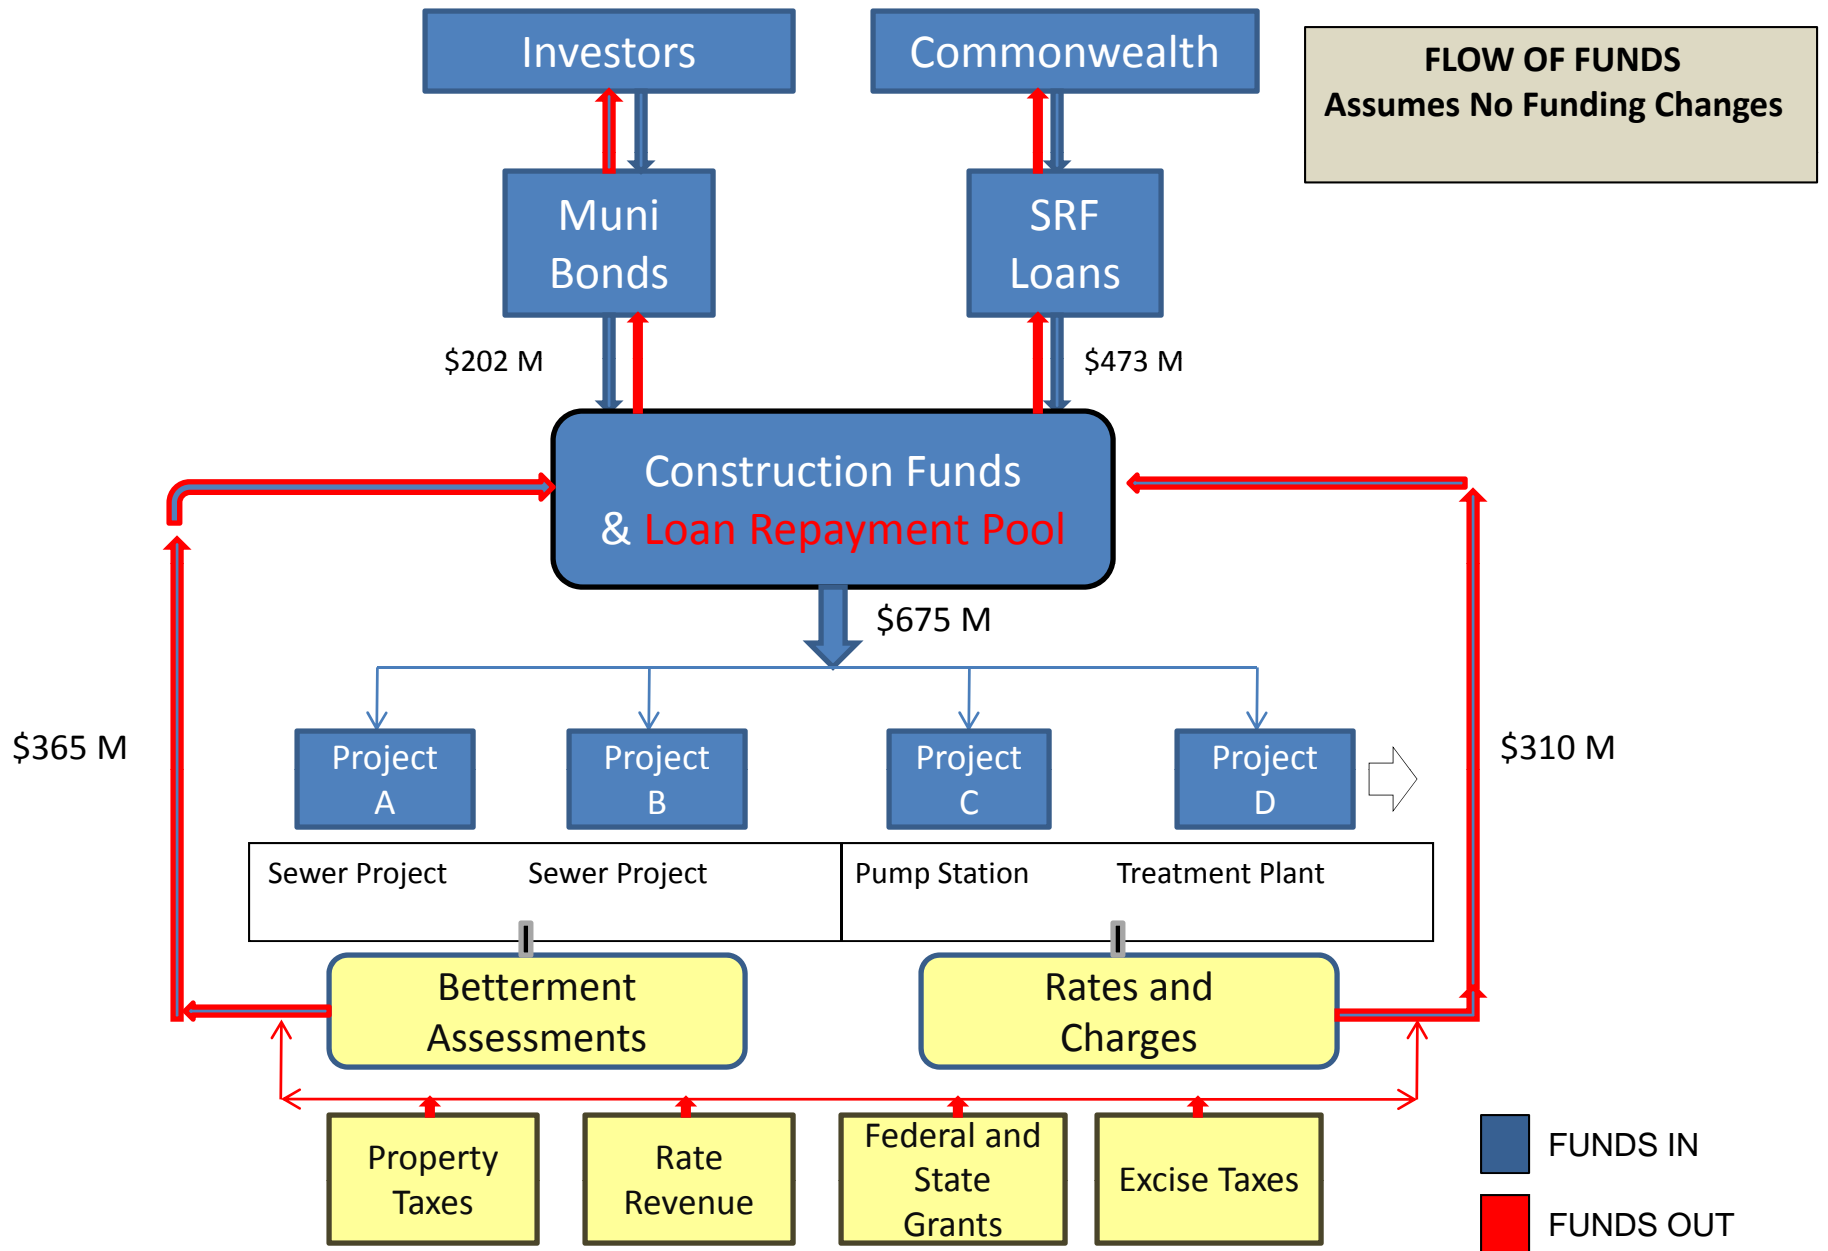 Investors
Commonwealth
FLOW OF FUNDS
Assumes No Funding Changes
Muni
Bonds
SRF
Loans
$202 M
$473 M
Construction Funds
& Loan Repayment Pool
$675 M
$365 M
$310 M
Project
A
Project
B
Project
C
Project
D
Sewer Project
Sewer Project
Pump Station
Treatment Plant
Betterment
Assessments
Rates and
Charges
Property
Taxes
Rate
Revenue
Federal and
State
Grants
Excise Taxes
FUNDS IN
FUNDS OUT